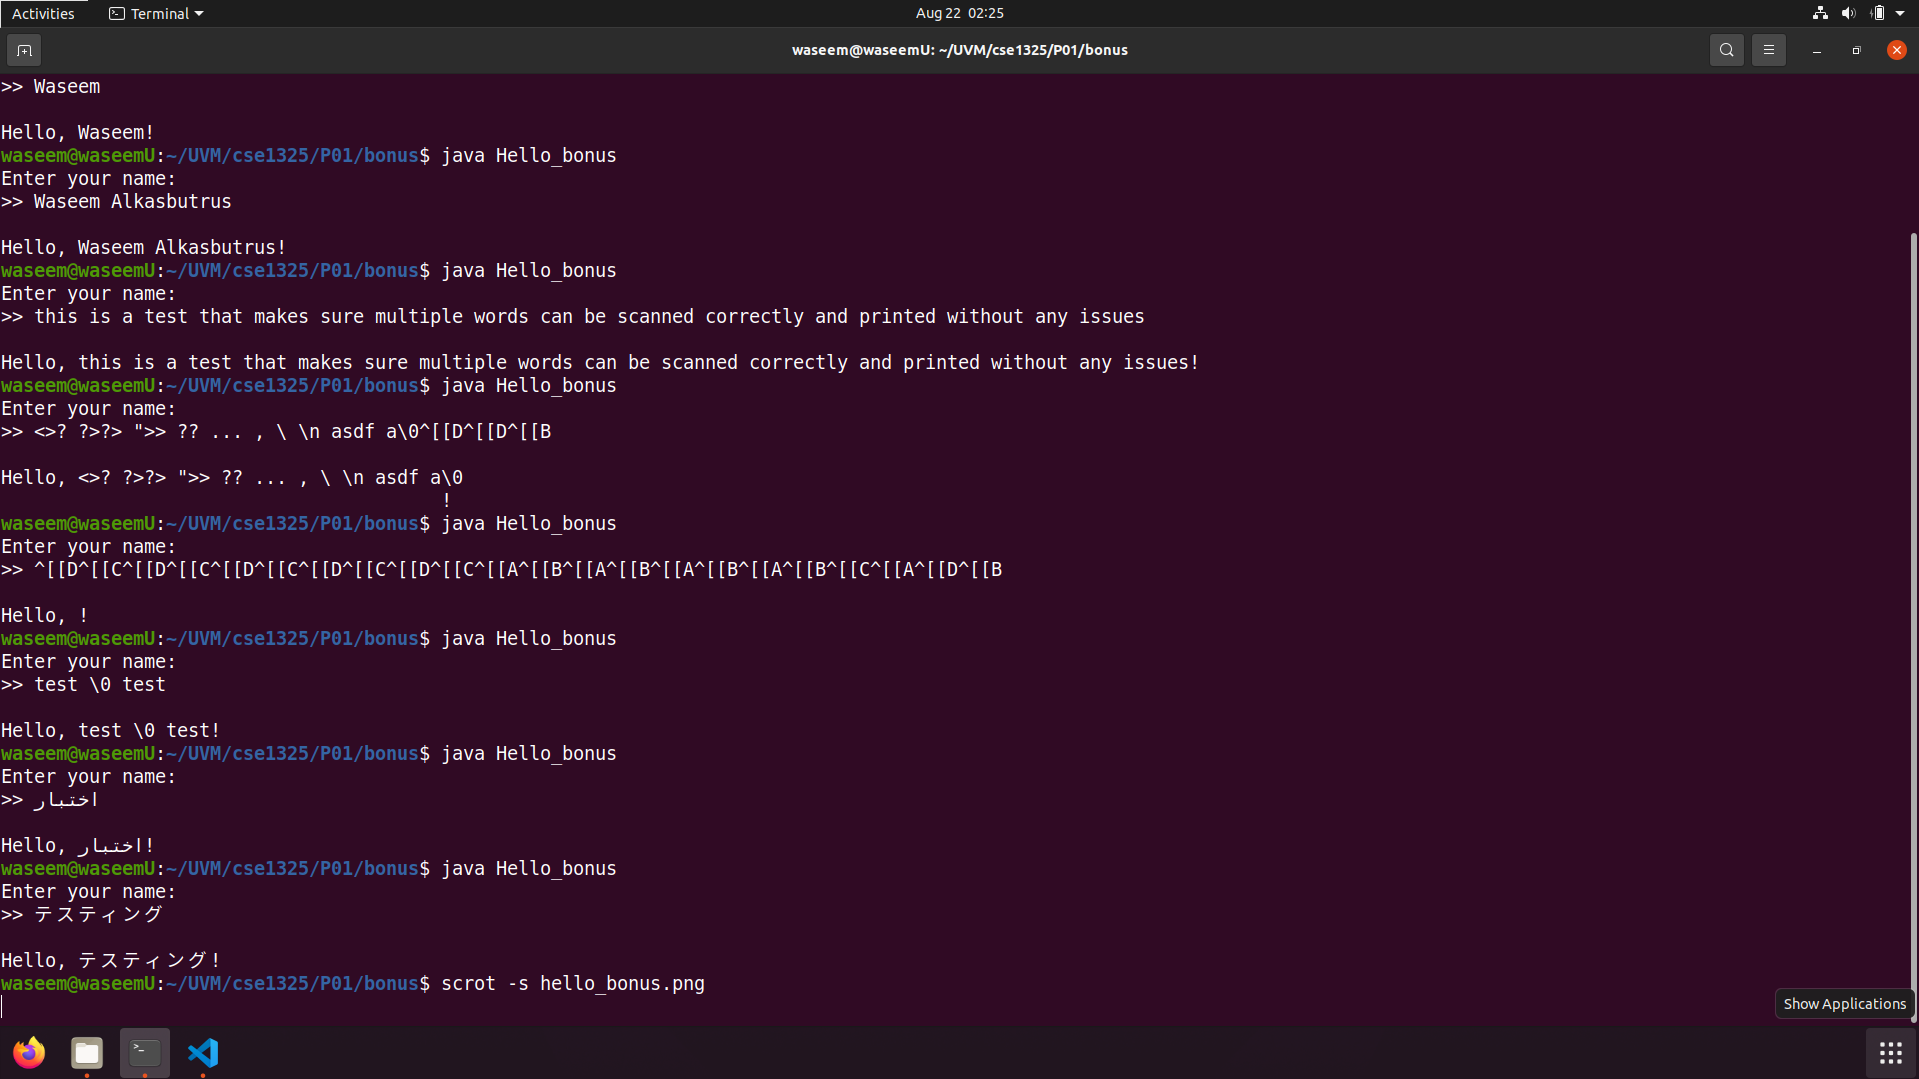 Activities
Terminal
Aug 22 02:25
waseem@waseemU: ~/UVM/cse1325/P01/bonus
>> Waseem
Hello, Waseem!
waseem@waseemU:~/UVM/cse1325/P01/bonus$ java Hello_bonus
Enter your name:
>> Waseem Alkasbutrus
Hello, Waseem Alkasbutrus!
waseem@waseemU:~/UVM/cse1325/P01/bonus$ java Hello_bonus
Enter your name:
>> this is a test that makes sure multiple words can be scanned correctly and printed without any issues
Hello, this is a test that makes sure multiple words can be scanned correctly and printed without any issues!
waseem@waseemU:~/UVM/cse1325/P01/bonus$ java Hello_bonus
Enter your name:
>> <>? ?>?> ">> ?? ... , \ \n asdf a\0^[[D^[[D^[[B
Hello, <>? ?>?> ">> ?? ... , \ \n asdf a\0
!
waseem@waseemU:~/UVM/cse1325/P01/bonus$ java Hello_bonus
Enter your name:
>> ^[[D^[[C^[[D^[[C^[[D^[[C^[[D^[[C^[[D^[[C^[[A^[[B^[[A^[[B^[[A^[[B^[[A^[[B^[[C^[[A^[[D^[[B
Hello, !
waseem@waseemU:~/UVM/cse1325/P01/bonus$ java Hello_bonus
Enter your name:
>> test \0 test
Hello, test \0 test!
waseem@waseemU:~/UVM/cse1325/P01/bonus$ java Hello_bonus
Enter your name:
>> اختبار
Hello, اختبار!
waseem@waseemU:~/UVM/cse1325/P01/bonus$ java Hello_bonus
Enter your name:
>> テスティング
Hello, テスティング!
waseem@waseemU:~/UVM/cse1325/P01/bonus$ scrot -s hello_bonus.png
Show Applications